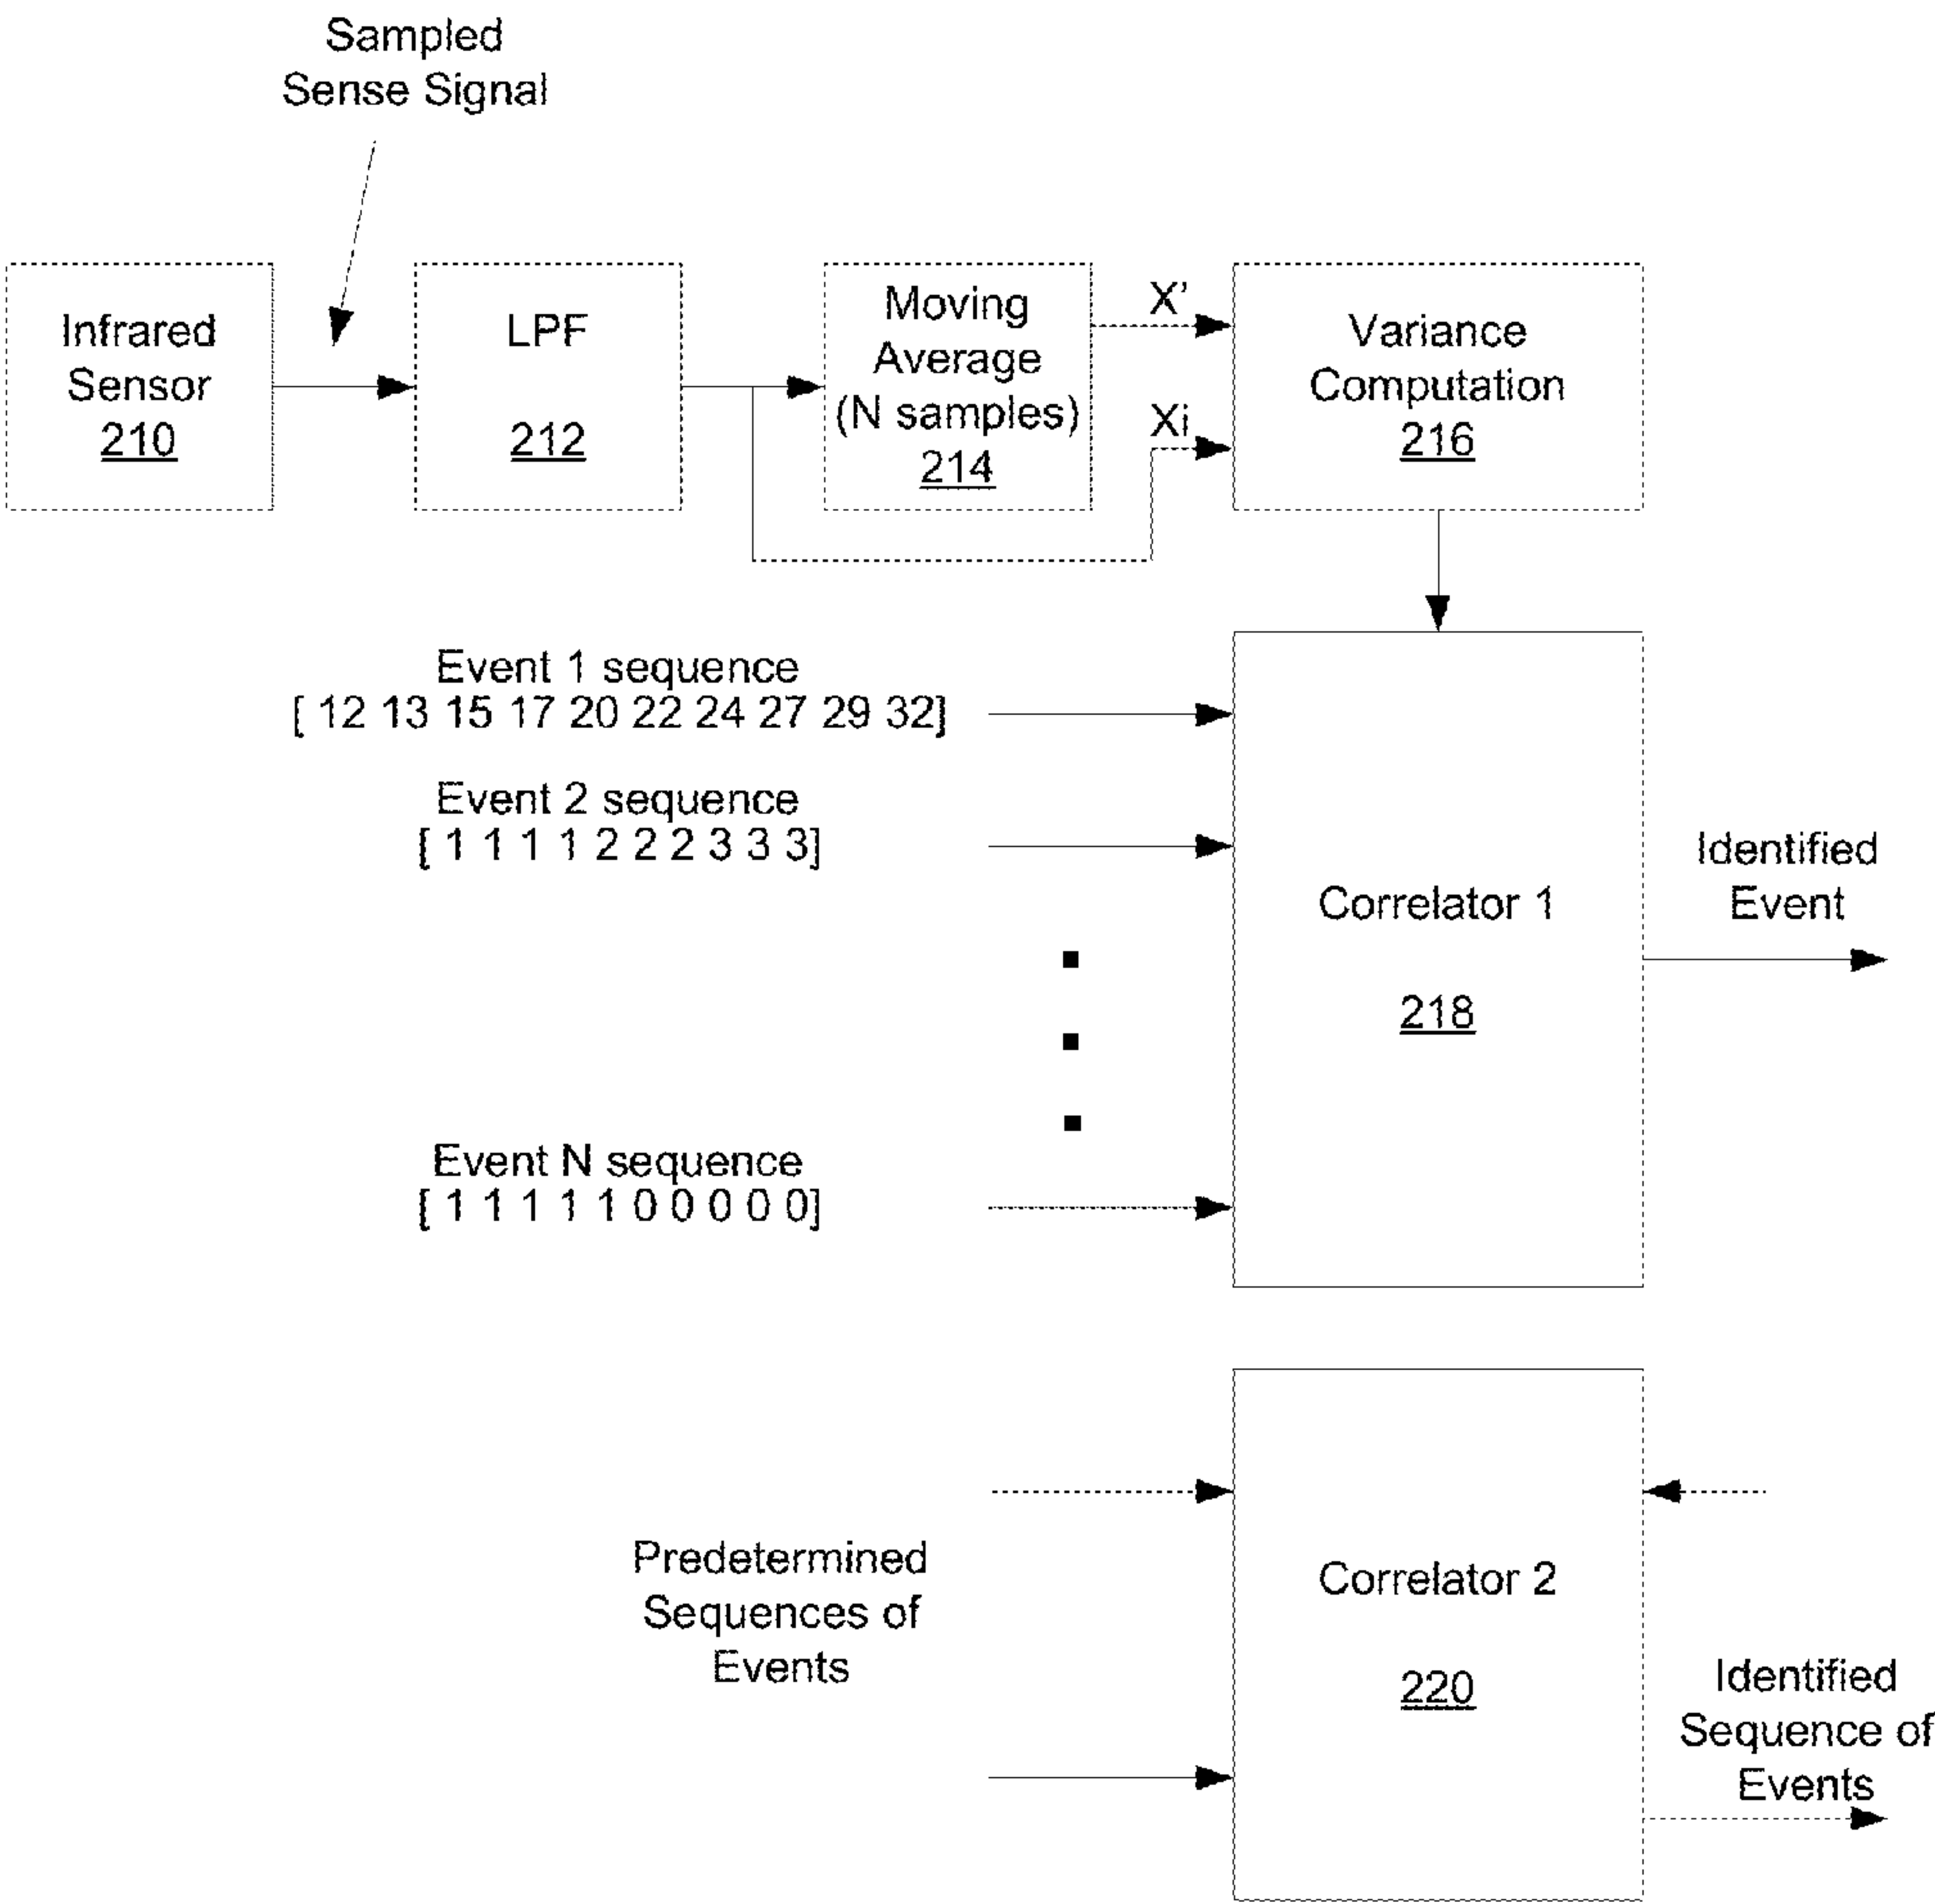 Sampled
Sense Signal
Infrared
Sensor
210
LPF
212
Moving
Average
(N samples)
214
X’
Xi
Variance
Computation
216
Event 1 sequence
[ 12 13 15 17 20 22 24 27 29 32]
Event 2 sequence
[ 1 1 1 1 2 2 2 3 3 3]
Event N sequence
[ 1 1 1 1 1 0 0 0 0 0]
Correlator 1
218
Identified
Event
Predetermined
Sequences of
Events
Correlator 2
220
Identified
Sequence of
Events